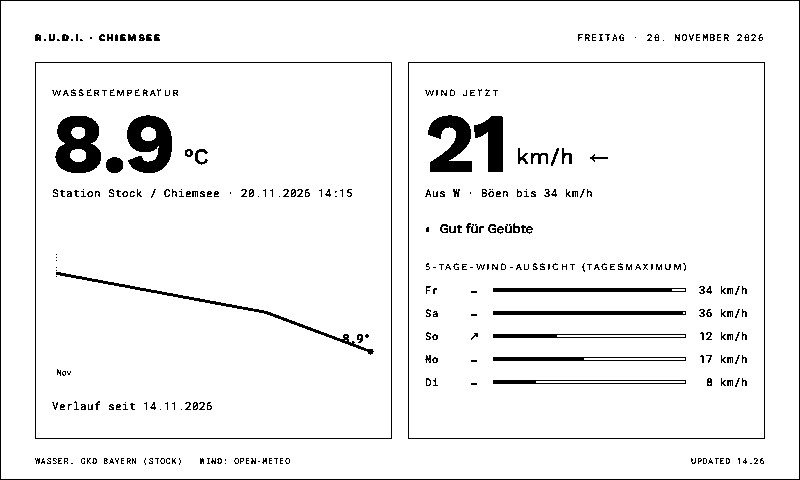 R.U.D.I. · CHIEMSEE
FREITAG · 20. NOVEMBER 2026
WASSERTEMPERATUR
8.9 °C
Station Stock / Chiemsee · 20.11.2026 14:15
8.9°
Nov
Verlauf seit 14.11.2026
WIND JETZT
21 km/h ←
Aus W · Böen bis 34 km/h
Gut für Geübte
5-TAGE-WIND-AUSSICHT (TAGESMAXIMUM)
Fr – 34 km/h
Sa – 36 km/h
So ↗ 12 km/h
Mo – 17 km/h
Di – 8 km/h
WASSER: GKD BAYERN (STOCK) WIND: OPEN-METEO
UPDATED 14.26